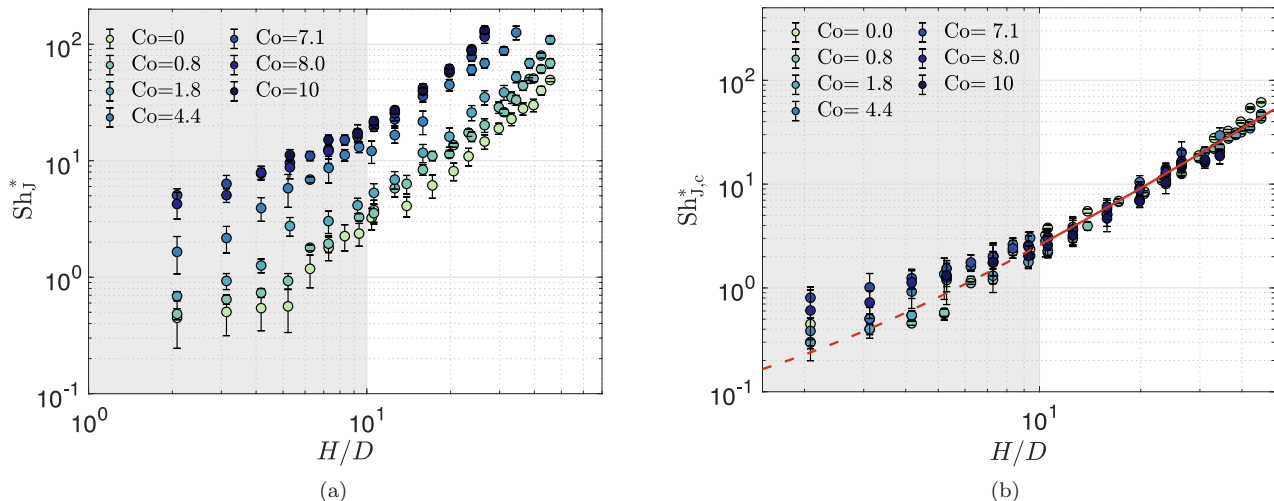 Sh_J^*
10^2
10^1
10^0
10^{-1}
Co=0
Co=0.8
Co=1.8
Co=4.4
Co=7.1
Co=8.0
Co=10
10^0
10^1
H/D
(a)
Sh_{J,c}^*
10^2
10^1
10^0
10^{-1}
Co= 0.0
Co= 0.8
Co= 1.8
Co= 4.4
Co= 7.1
Co= 8.0
Co= 10
10^1
H/D
(b)